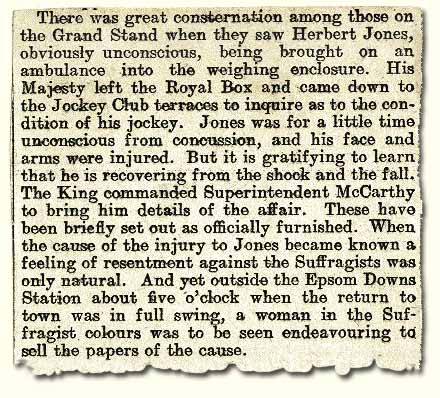 There was great consternation among those on
the Grand Stand when they saw Herbert Jones,
obviously unconscious, being brought on an
ambulance into the weighing enclosure. His
Majesty left the Royal Box and came down to
the Jockey Club terraces to inquire as to the con-
dition of his jockey. Jones was for a little time
unconscious from concussion, and his face and
arms were injured. But it is gratifying to learn
that he is recovering from the shock and the fall.
The King commanded Superintendent McCarthy
to bring him details of the affair. These have
been briefly set out as officially furnished. When
the cause of the injury to Jones became known a
feeling of resentment against the Suffragists was
only natural. And yet outside the Epsom Downs
Station about five o'clock when the return to
town was in full swing, a woman in the Suf-
fragist colours was to be seen endeavouring to
sell the papers of the cause.